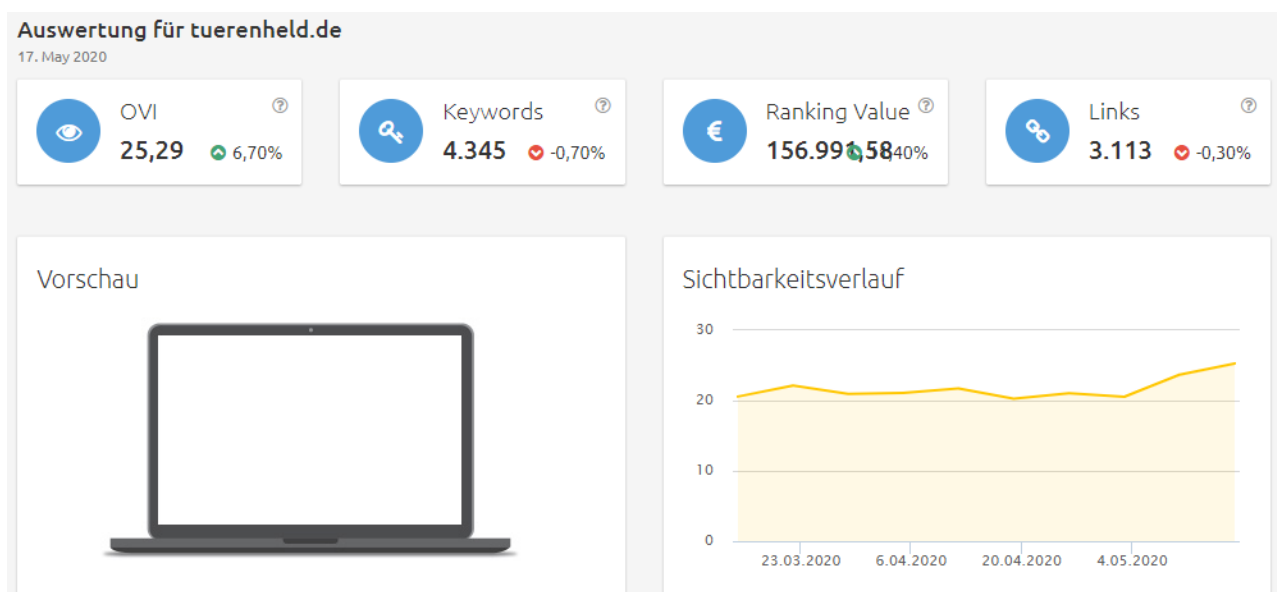 Auswertung für tuerenheld.de
17. May 2020
OVI
25,29 6,70%
Keywords
4.345 -0,70%
Ranking Value
156.991,58
Links
3.113 -0,30%
Vorschau
Sichtbarkeitsverlauf
30
20
10
0
23.03.2020 6.04.2020 20.04.2020 4.05.2020